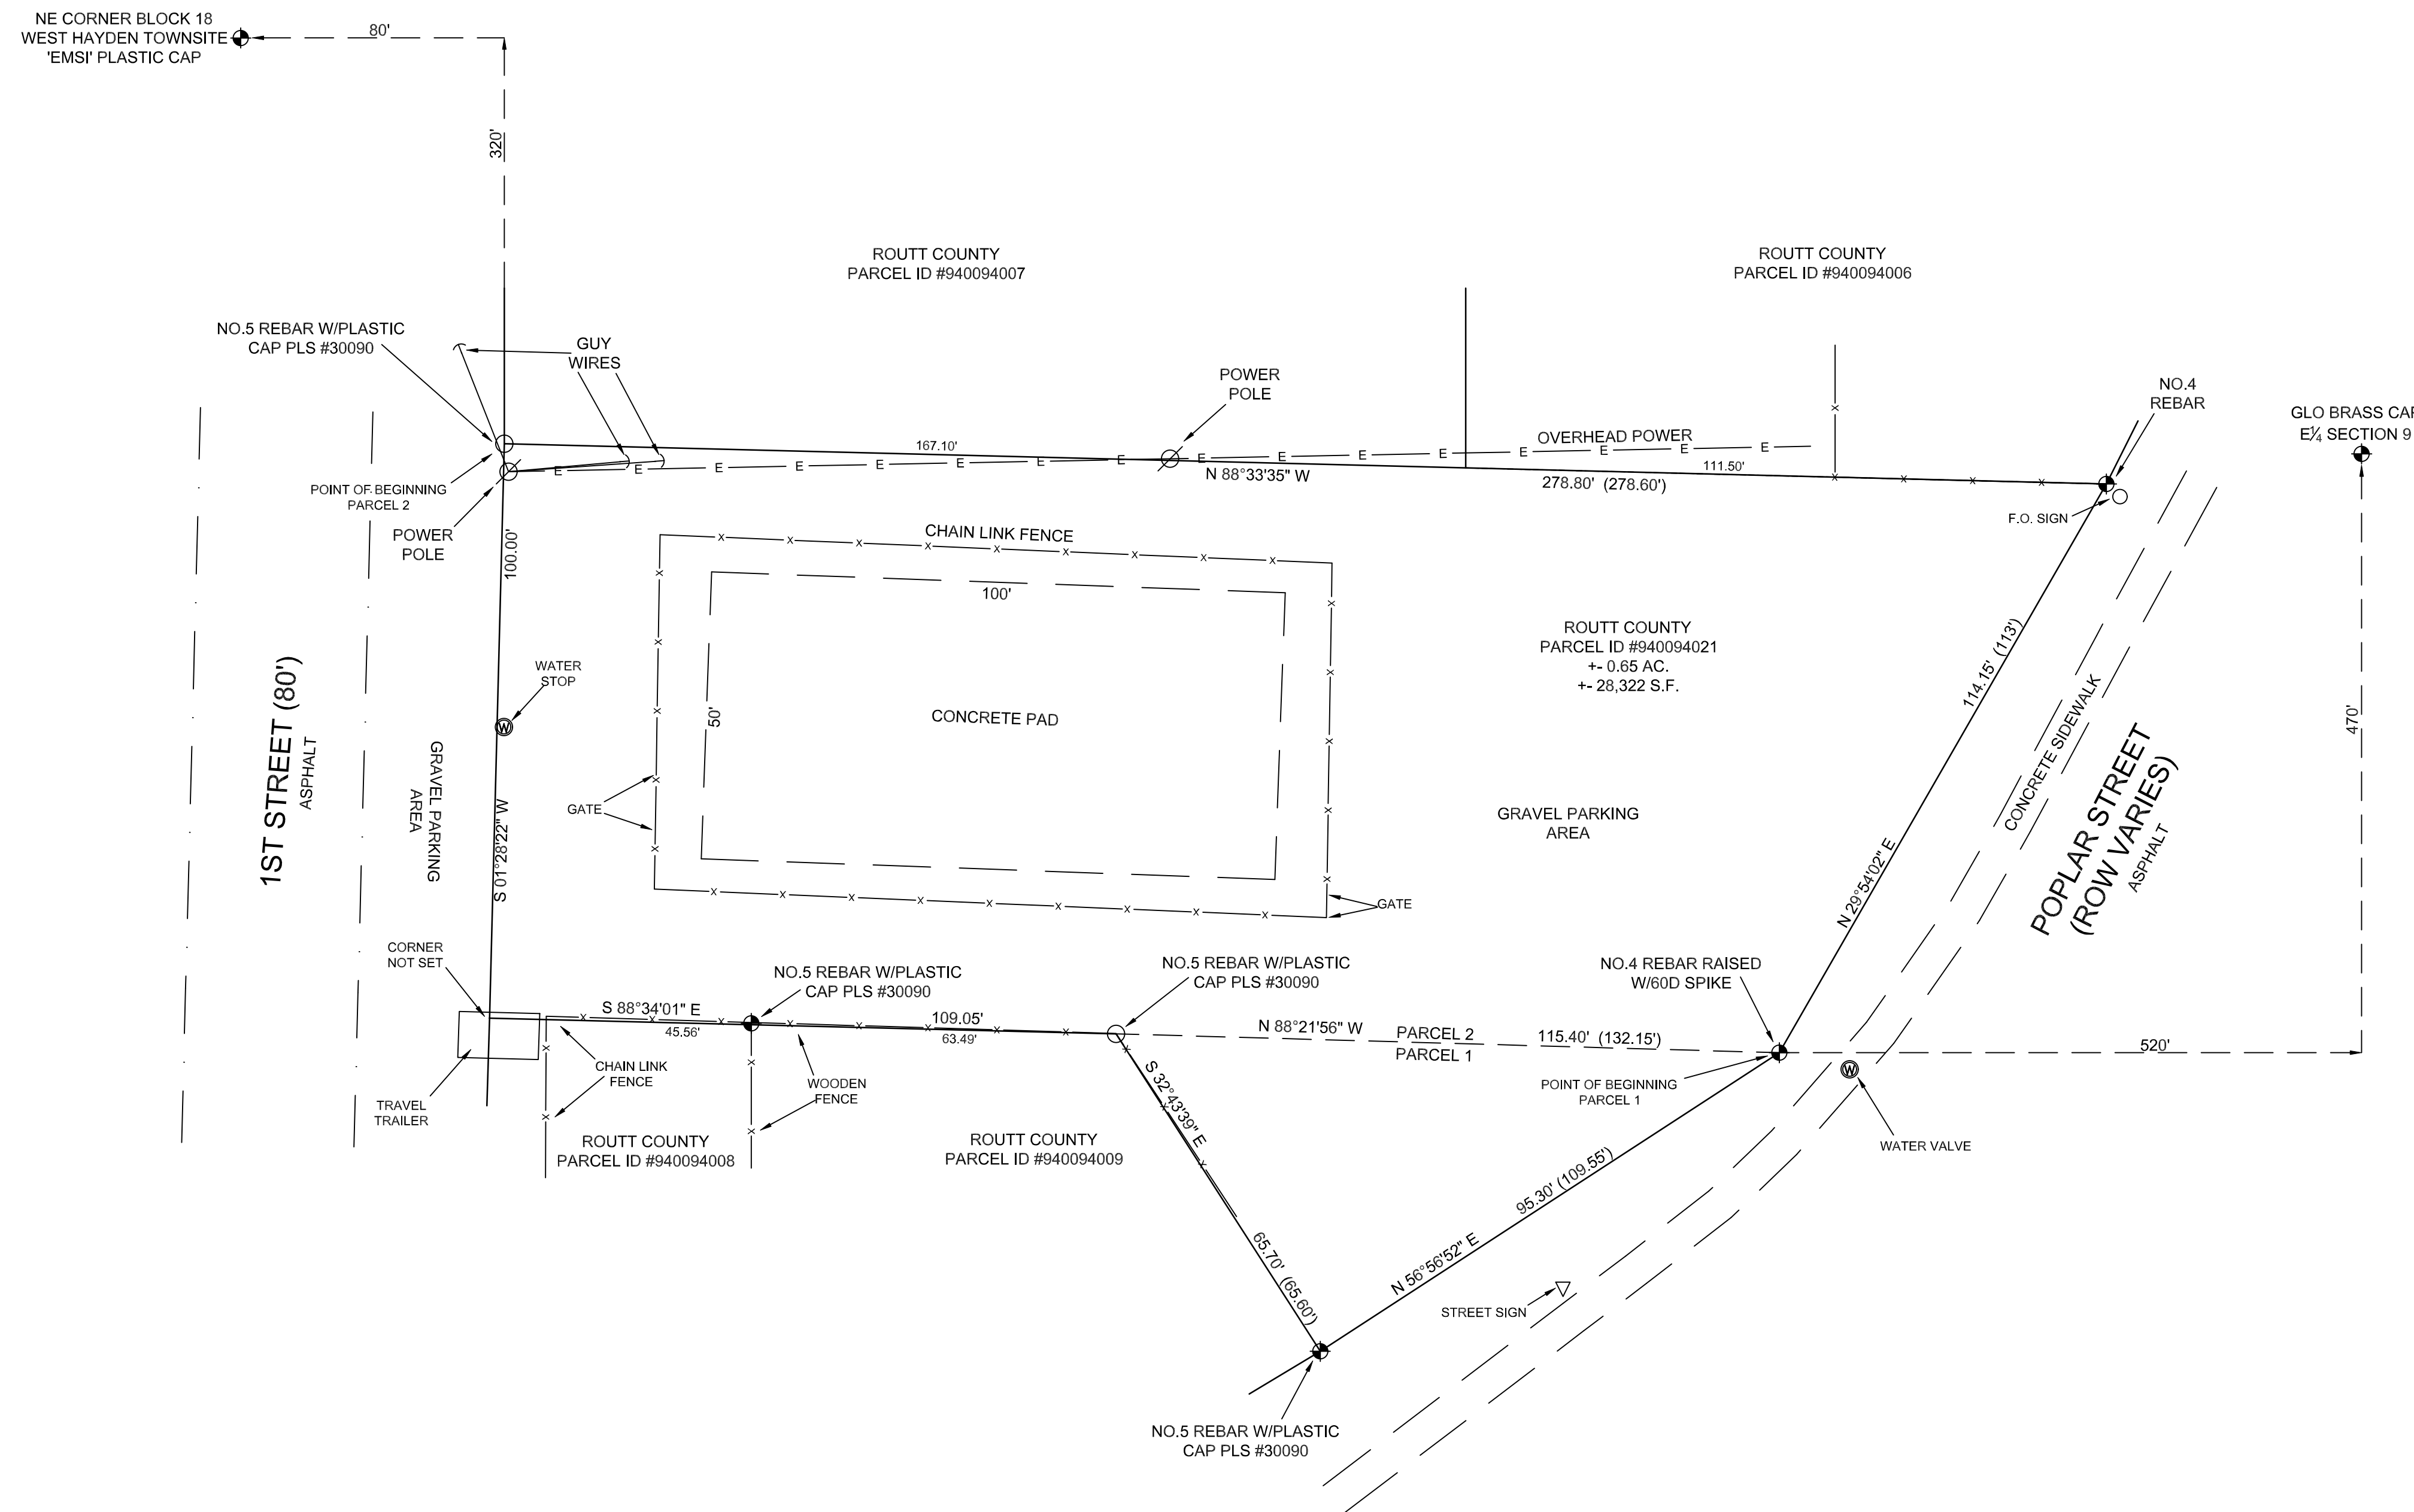 NE CORNER BLOCK 18
WEST HAYDEN TOWNSITE
'EMSI' PLASTIC CAP
80'
320'
ROUTT COUNTY
PARCEL ID #940094007
ROUTT COUNTY
PARCEL ID #940094006
NO.5 REBAR W/PLASTIC
CAP PLS #30090
GUY
WIRES
POWER
POLE
NO.4
REBAR
GLO BRASS CAP
E¼ SECTION 9
167.10'
OVERHEAD POWER
E E E E E E E E E E E E E E E E
N 88°33'35" W
111.50'
278.80' (278.60')
POINT OF BEGINNING
PARCEL 2
POWER
POLE
100.00'
F.O. SIGN
CHAIN LINK FENCE
100'
50'
CONCRETE PAD
WATER
STOP
W
ROUTT COUNTY
PARCEL ID #940094021
+- 0.65 AC.
+- 28,322 S.F.
114.15' (113')
N 29°54'02" E
CONCRETE SIDEWALK
POPLAR STREET
(ROW VARIES)
ASPHALT
470'
1ST STREET (80')
ASPHALT
GRAVEL PARKING
AREA
S 01°28'22" W
GATE
GRAVEL PARKING
AREA
GATE
CORNER
NOT SET
NO.5 REBAR W/PLASTIC
CAP PLS #30090
NO.5 REBAR W/PLASTIC
CAP PLS #30090
NO.4 REBAR RAISED
W/60D SPIKE
S 88°34'01" E
45.56'
109.05'
63.49'
N 88°21'56" W
PARCEL 2
PARCEL 1
115.40' (132.15')
520'
CHAIN LINK
FENCE
WOODEN
FENCE
POINT OF BEGINNING
PARCEL 1
W
WATER VALVE
TRAVEL
TRAILER
ROUTT COUNTY
PARCEL ID #940094008
ROUTT COUNTY
PARCEL ID #940094009
S 32°43'39" E
65.70' (65.60')
N 56°56'52" E
95.30' (109.55')
STREET SIGN
NO.5 REBAR W/PLASTIC
CAP PLS #30090